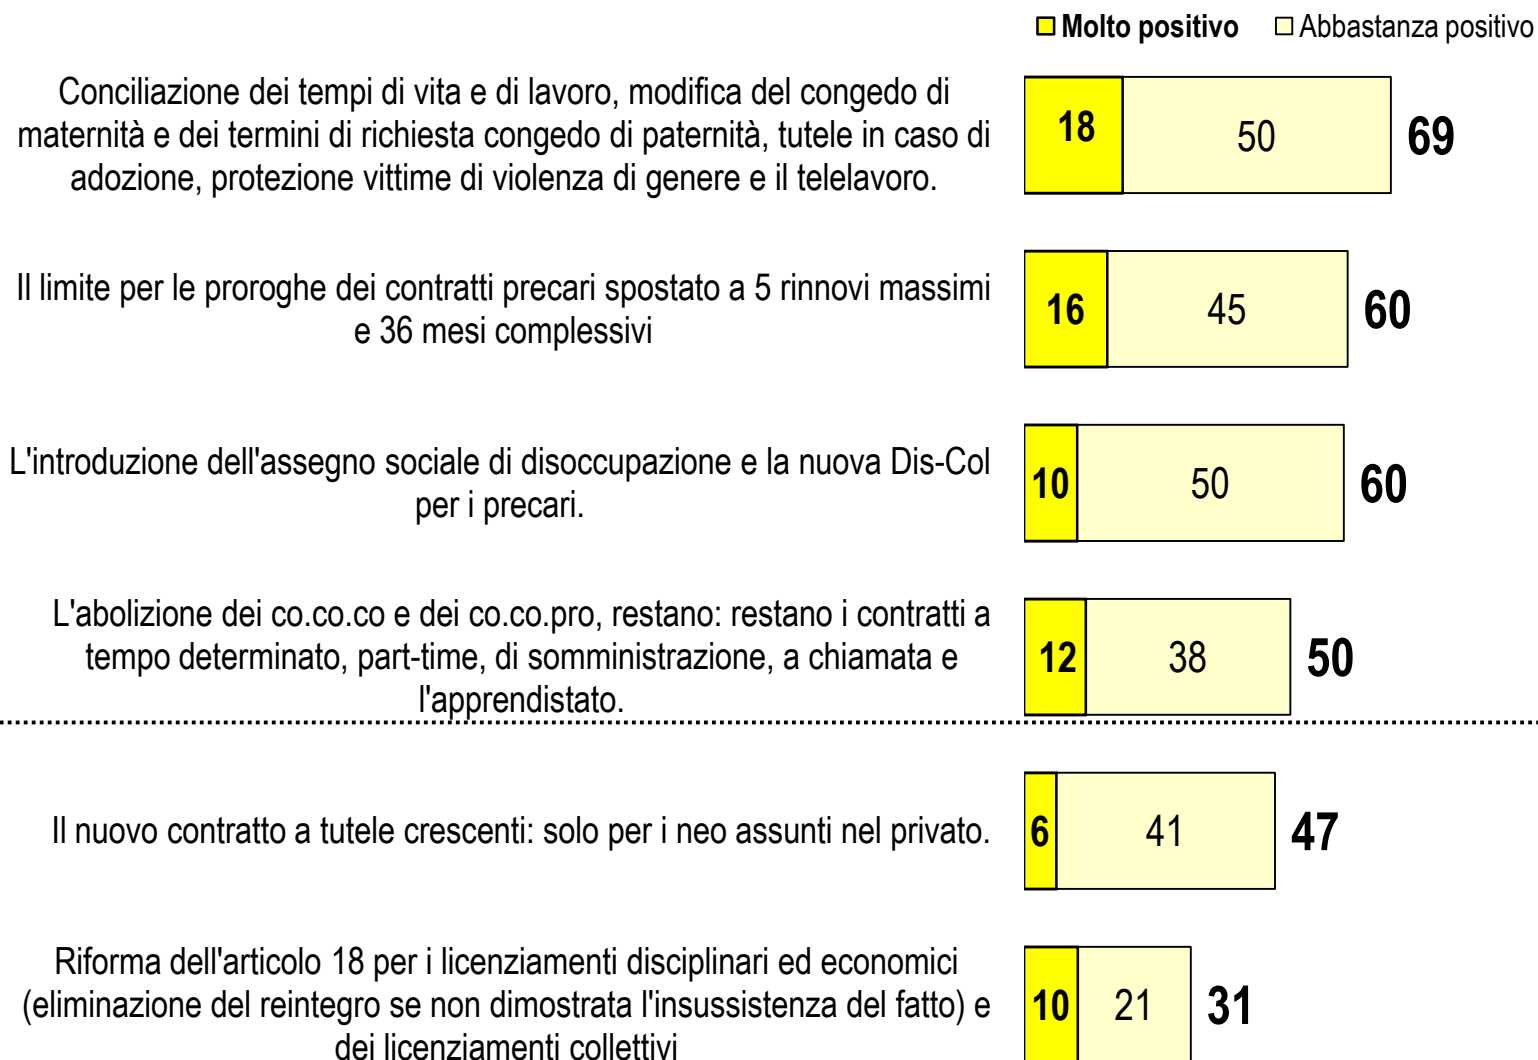 Molto positivo Abbastanza positivo
Conciliazione dei tempi di vita e di lavoro, modifica del congedo di
maternità e dei termini di richiesta congedo di paternità, tutele in caso di
adozione, protezione vittime di violenza di genere e il telelavoro.
18 50 69
Il limite per le proroghe dei contratti precari spostato a 5 rinnovi massimi
e 36 mesi complessivi
16 45 60
L'introduzione dell'assegno sociale di disoccupazione e la nuova Dis-Col
per i precari.
10 50 60
L'abolizione dei co.co.co e dei co.co.pro, restano: restano i contratti a
tempo determinato, part-time, di somministrazione, a chiamata e
l'apprendistato.
12 38 50
Il nuovo contratto a tutele crescenti: solo per i neo assunti nel privato.
6 41 47
Riforma dell'articolo 18 per i licenziamenti disciplinari ed economici
(eliminazione del reintegro se non dimostrata l'insussistenza del fatto) e
dei licenziamenti collettivi
10 21 31